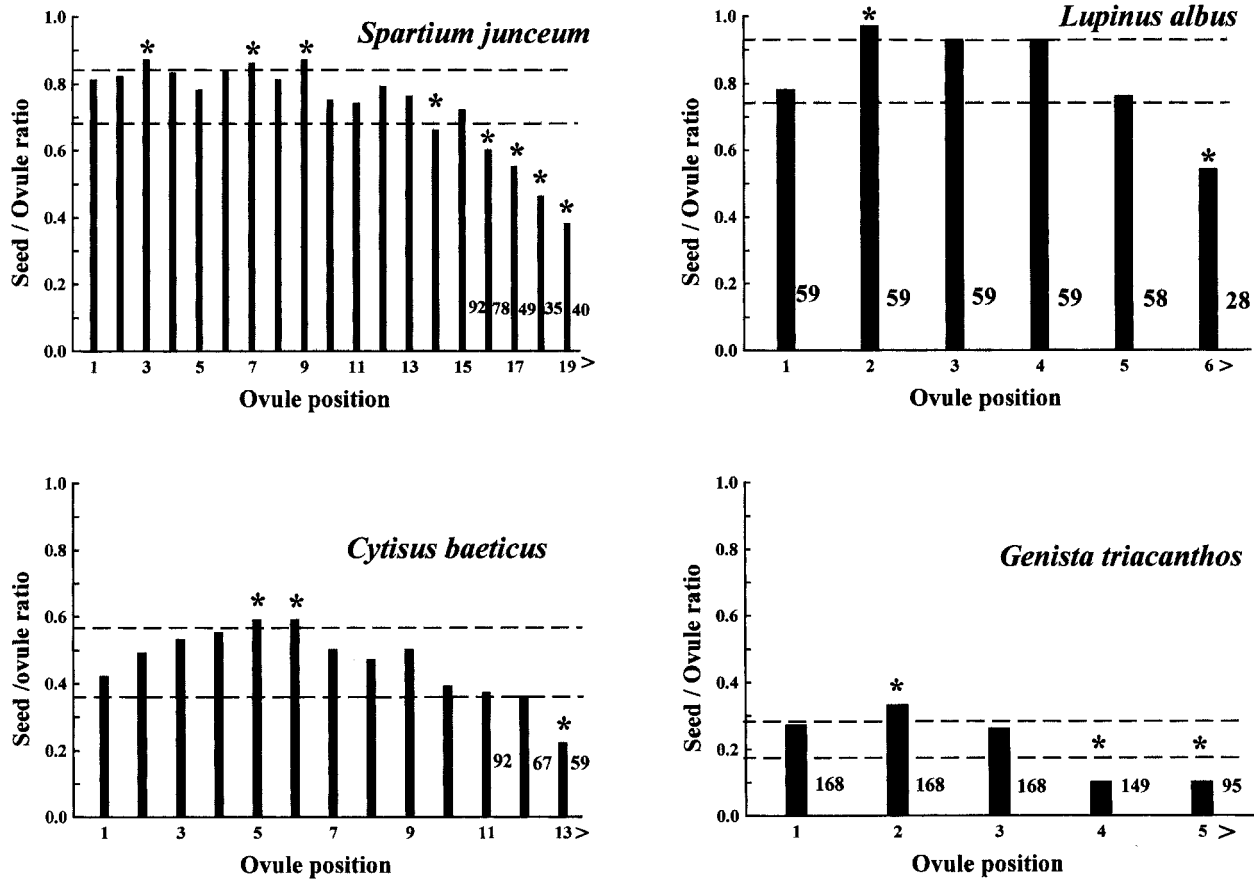 Spartium junceum
Seed / Ovule ratio
1.0
0.8
0.6
0.4
0.2
0.0
* * * * * * * *
92 78 49 35 40
1 3 5 7 9 11 13 15 17 19 >
Ovule position
Lupinus albus
Seed / Ovule ratio
1.0
0.8
0.6
0.4
0.2
0.0
* *
59 59 59 59 58 28
1 2 3 4 5 6 >
Ovule position
Cytisus baeticus
Seed /ovule ratio
1.0
0.8
0.6
0.4
0.2
0.0
* * *
92 67 59
1 3 5 7 9 11 13 >
Ovule position
Genista triacanthos
Seed / Ovule ratio
1.0
0.8
0.6
0.4
0.2
0.0
* * *
168 168 168 149 95
1 2 3 4 5 >
Ovule position